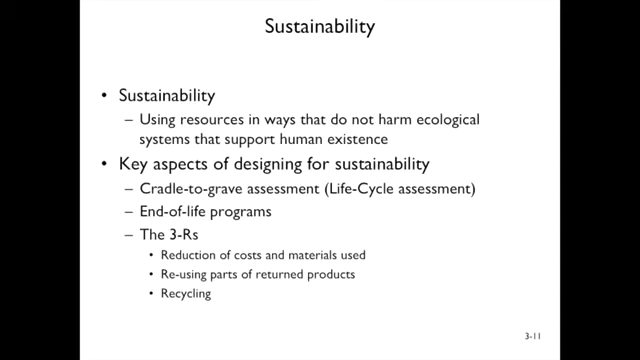 Sustainability
• Sustainability
– Using resources in ways that do not harm ecological
systems that support human existence
• Key aspects of designing for sustainability
– Cradle-to-grave assessment (Life-Cycle assessment)
– End-of-life programs
– The 3-Rs
• Reduction of costs and materials used
• Re-using parts of returned products
• Recycling
3-11